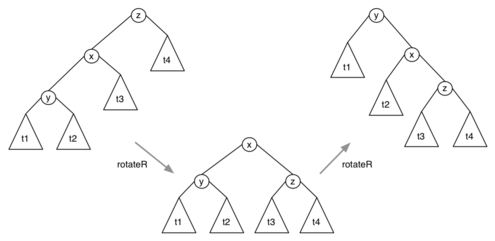 z
x
t4
y
t3
t1 t2
rotateR
x
y z
t1 t2 t3 t4
rotateR
y
t1
x
t2
z
t3 t4